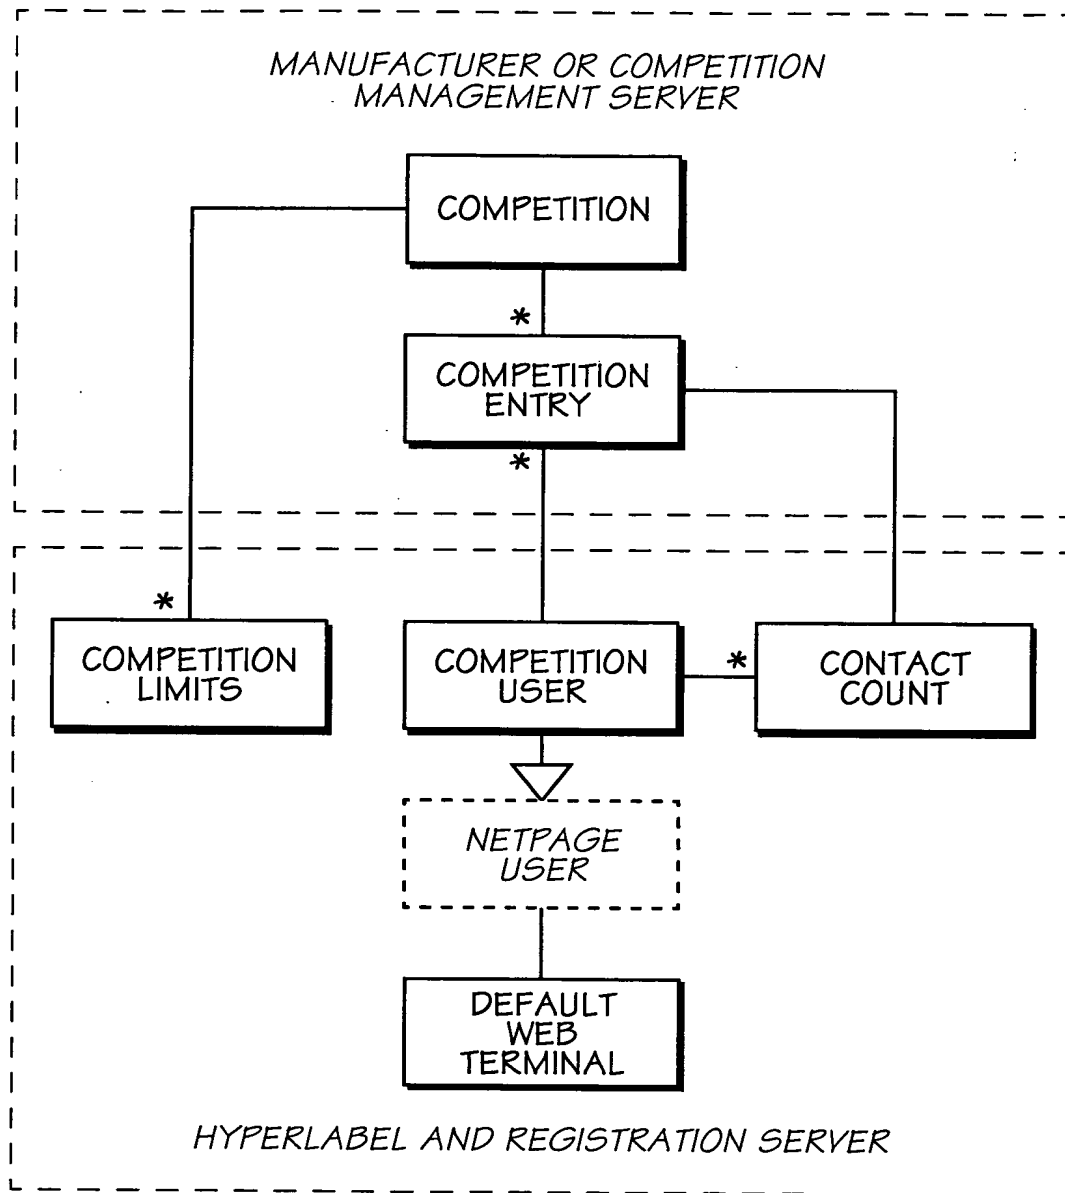 MANUFACTURER OR COMPETITION
MANAGEMENT SERVER
COMPETITION
*
COMPETITION
ENTRY
*
*
COMPETITION
LIMITS
COMPETITION
USER
*
CONTACT
COUNT
NETPAGE
USER
DEFAULT
WEB
TERMINAL
HYPERLABEL AND REGISTRATION SERVER